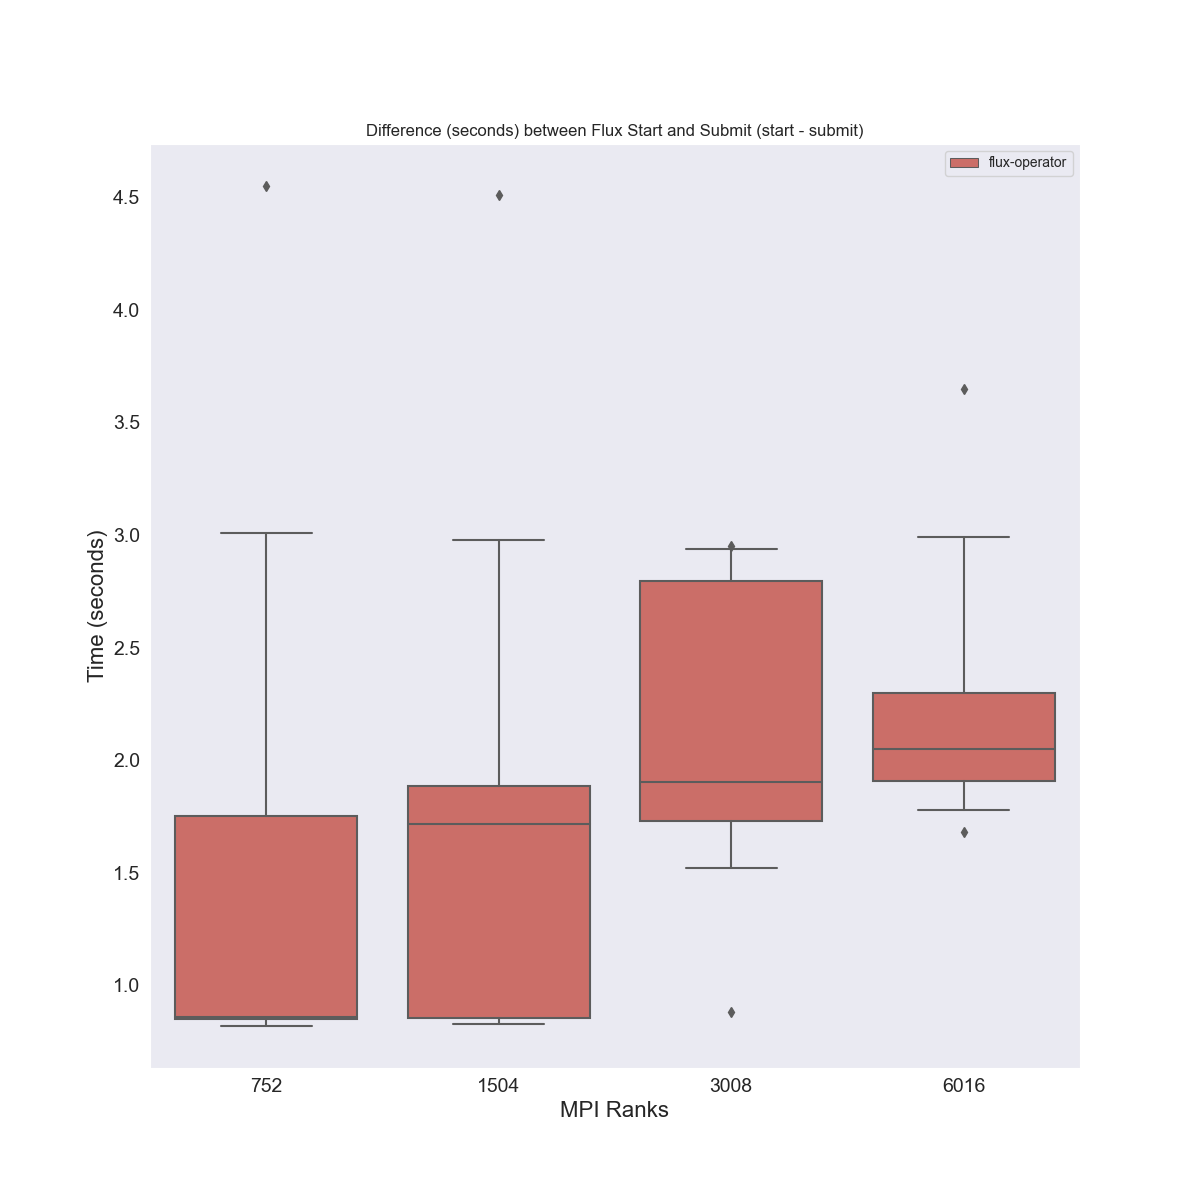 Difference (seconds) between Flux Start and Submit (start - submit)
flux-operator
4.5
4.0
3.5
3.0
2.5
2.0
1.5
1.0
Time (seconds)
752 1504 3008 6016
MPI Ranks